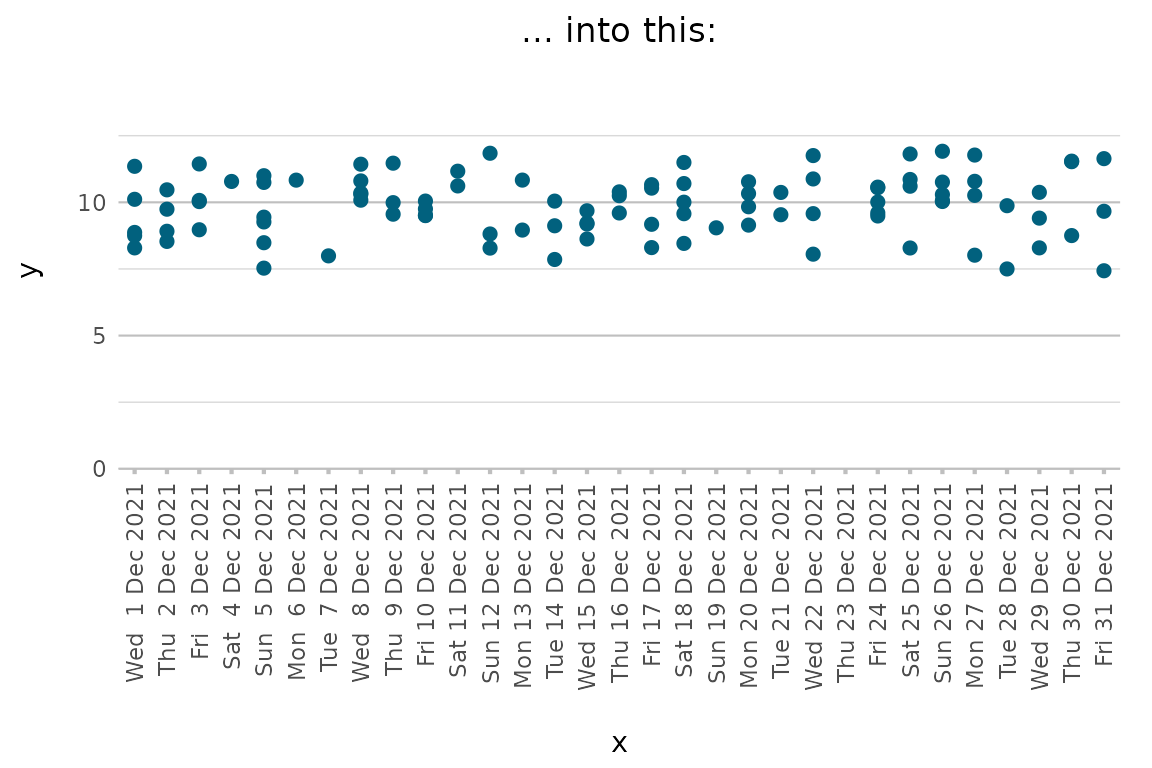 ... into this:
y
10
5
0
Wed  1 Dec 2021
Thu  2 Dec 2021
Fri  3 Dec 2021
Sat  4 Dec 2021
Sun  5 Dec 2021
Mon  6 Dec 2021
Tue  7 Dec 2021
Wed  8 Dec 2021
Thu  9 Dec 2021
Fri 10 Dec 2021
Sat 11 Dec 2021
Sun 12 Dec 2021
Mon 13 Dec 2021
Tue 14 Dec 2021
Wed 15 Dec 2021
Thu 16 Dec 2021
Fri 17 Dec 2021
Sat 18 Dec 2021
Sun 19 Dec 2021
Mon 20 Dec 2021
Tue 21 Dec 2021
Wed 22 Dec 2021
Thu 23 Dec 2021
Fri 24 Dec 2021
Sat 25 Dec 2021
Sun 26 Dec 2021
Mon 27 Dec 2021
Tue 28 Dec 2021
Wed 29 Dec 2021
Thu 30 Dec 2021
Fri 31 Dec 2021
x